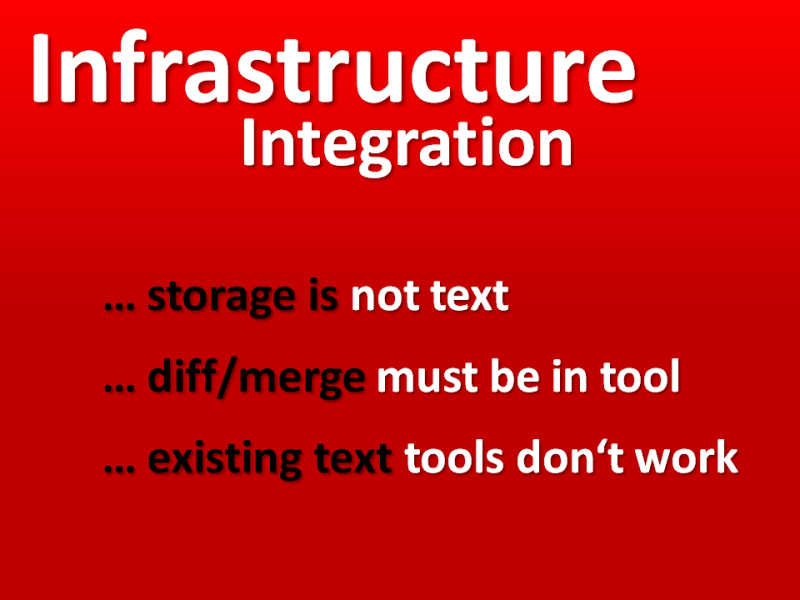 Infrastructure
Integration
... storage is not text
... diff/merge must be in tool
... existing text tools don‘t work